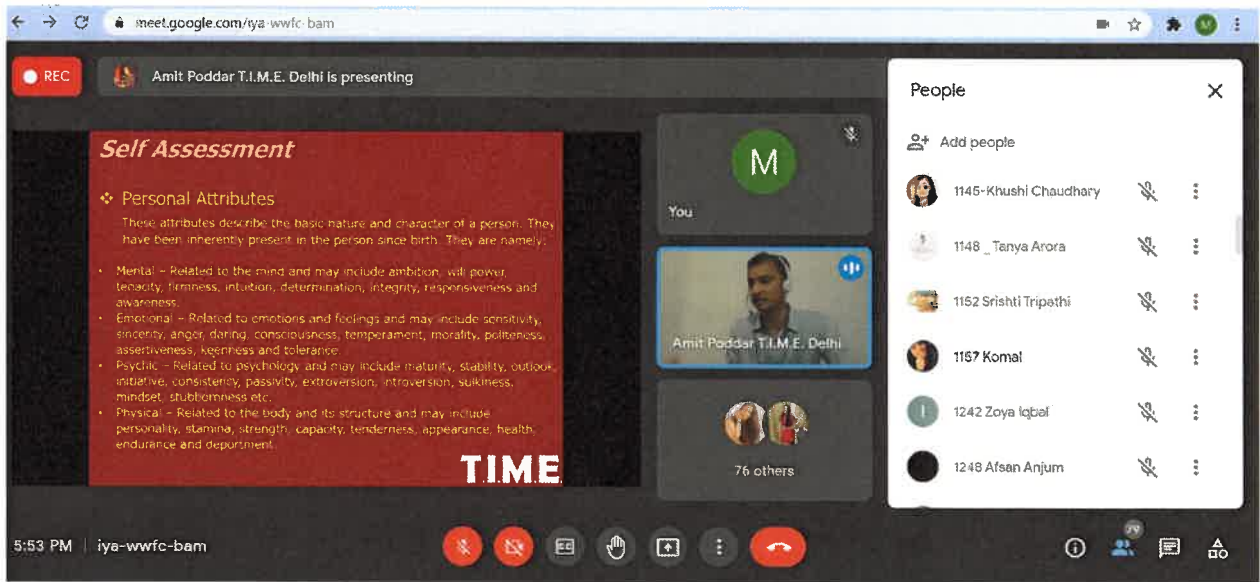 meet.google.com/iya-wwfc-bam
M
REC
Amit Poddar T.I.M.E. Delhi is presenting
Self Assessment
❖ Personal Attributes
These attributes describe the basic nature and character of a person. They
have been inherently present in the person since birth. They are namely:
• Mental – Related to the mind and may include ambition, will power,
tenacity, firmness, intuition, determination, integrity, responsiveness and
awareness.
• Emotional – Related to emotions and feelings and may include sensitivity,
sincerity, anger, daring, consciousness, temperament, morality, politeness,
assertiveness, keenness and tolerance.
• Psychic – Related to psychology and may include maturity, stability, outlook,
initiative, consistency, passivity, extroversion, introversion, sulkiness,
mindset, stubbornness etc.
• Physical – Related to the body and its structure and may include
personality, stamina, strength, capacity, tenderness, appearance, health,
endurance and deportment.
T.I.M.E.
M
You
Amit Poddar T.I.M.E. Delhi
76 others
People
Add people
1145-Khushi Chaudhary
1148 _ Tanya Arora
1152 Srishti Tripathi
1157 Komal
I
1242 Zoya Iqbal
1248 Afsan Anjum
5:53 PM | iya-wwfc-bam
CC
79